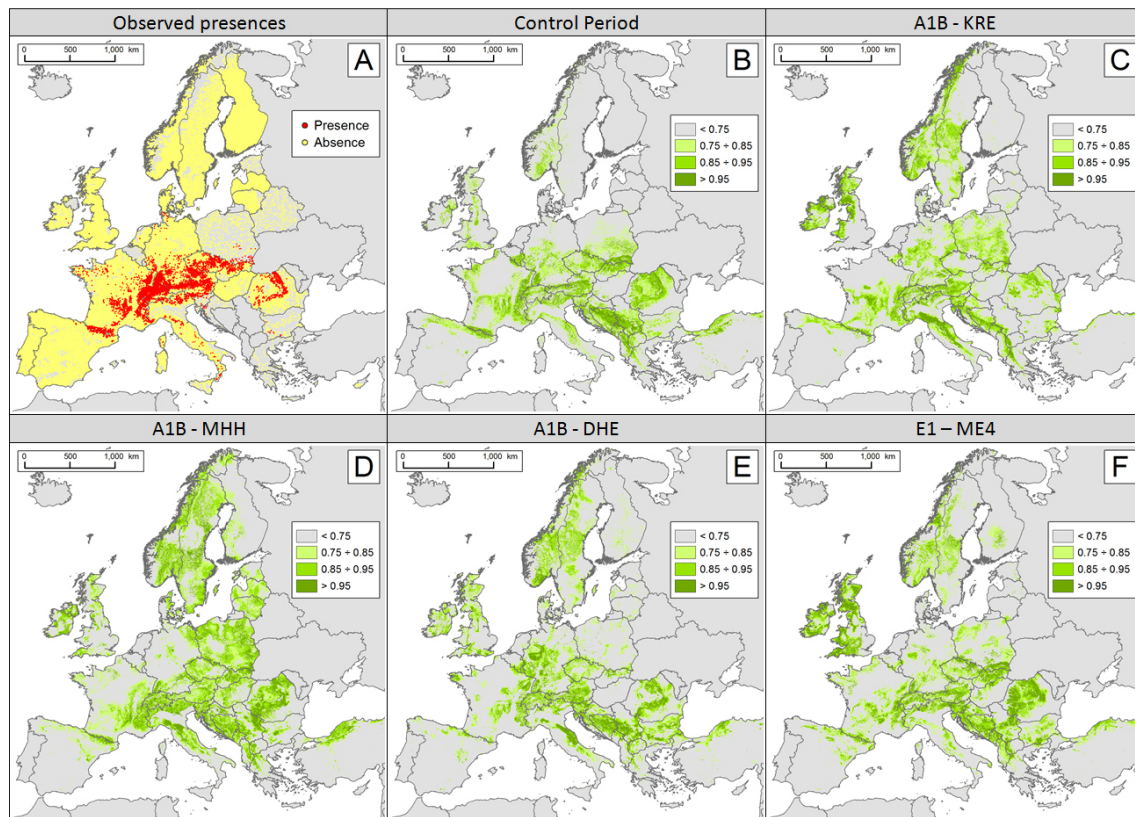 Observed presences
Control Period
A1B - KRE
0 500 1,000 km
A
Presence
Absence
0 500 1,000 km
B
< 0.75
0.75 ÷ 0.85
0.85 ÷ 0.95
> 0.95
0 500 1,000 km
C
< 0.75
0.75 ÷ 0.85
0.85 ÷ 0.95
> 0.95
A1B - MHH
A1B - DHE
E1 – ME4
0 500 1,000 km
D
< 0.75
0.75 ÷ 0.85
0.85 ÷ 0.95
> 0.95
0 500 1,000 km
E
< 0.75
0.75 ÷ 0.85
0.85 ÷ 0.95
> 0.95
0 500 1,000 km
F
< 0.75
0.75 ÷ 0.85
0.85 ÷ 0.95
> 0.95